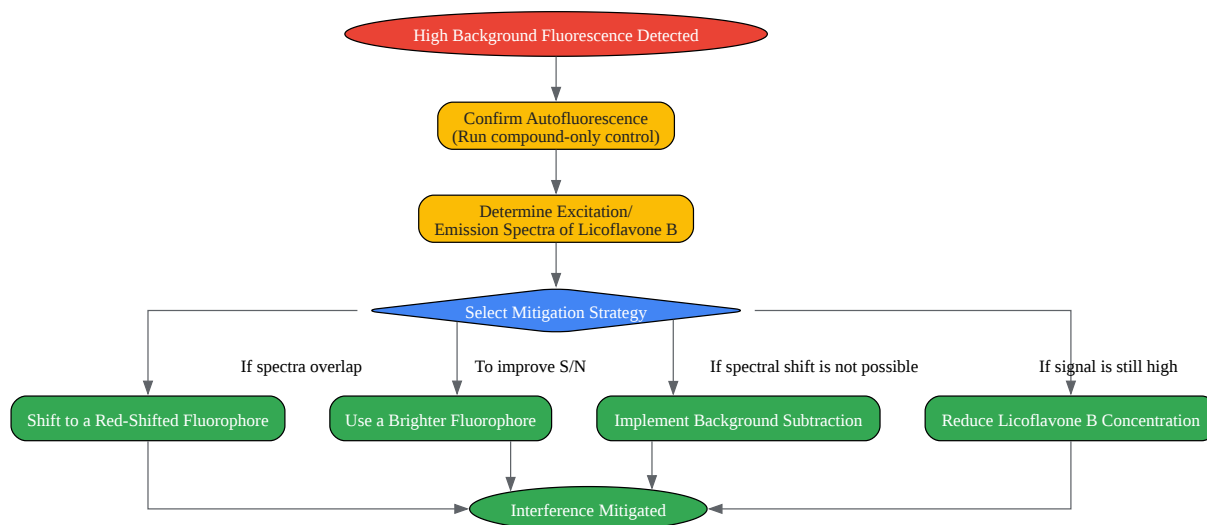 High Background Fluorescence Detected
Confirm Autofluorescence
(Run compound-only control)
Determine Excitation/
Emission Spectra of Licoflavone B
Select Mitigation Strategy
If spectra overlap
To improve S/N
If spectral shift is not possible
If signal is still high
Shift to a Red-Shifted Fluorophore
Use a Brighter Fluorophore
Implement Background Subtraction
Reduce Licoflavone B Concentration
Interference Mitigated